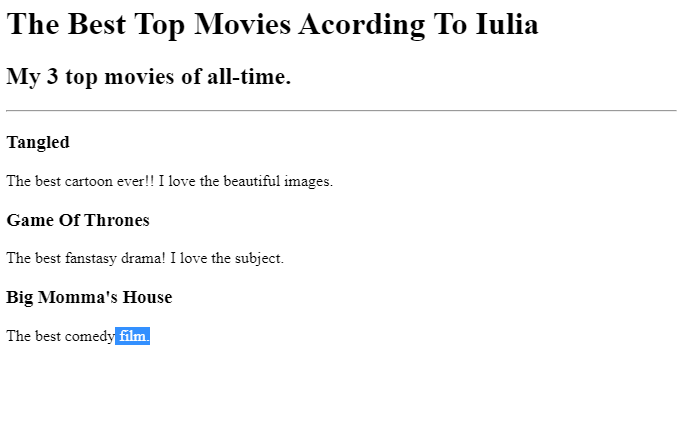 The Best Top Movies Acording To Iulia
My 3 top movies of all-time.
Tangled
The best cartoon ever!! I love the beautiful images.
Game Of Thrones
The best fanstasy drama! I love the subject.
Big Momma's House
The best comedy film.